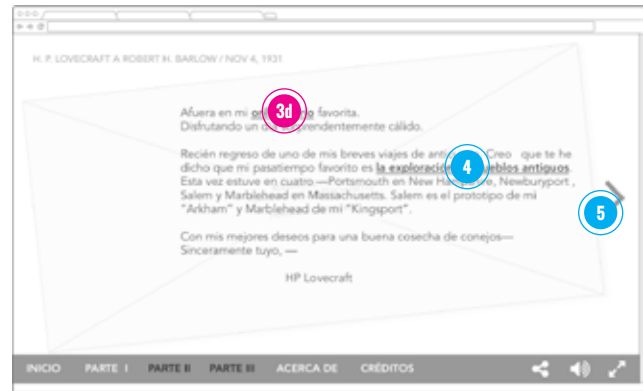 H. P. LOVECRAFT A ROBERT H. BARLOW / NOV 4, 1931
Afuera en mi favorita.
3d
Disfrutando un sorprendentemente cálido.
Recién regreso de uno de mis breves viajes de Creo que te he
dicho que mi pasatiempo favorito es la exploración pueblos antiguos.
4
Esta vez estuve en cuatro —Portsmouth en New Hampshire, Newburyport ,
Salem y Marblehead en Massachusetts. Salem es el prototipo de mi
"Arkham" y Marblehead de mi "Kingsport".
5
Con mis mejores deseos para una buena cosecha de conejos—
Sinceramente tuyo, —
HP Lovecraft
INICIO PARTE I PARTE II PARTE III ACERCA DE CRÉDITOS